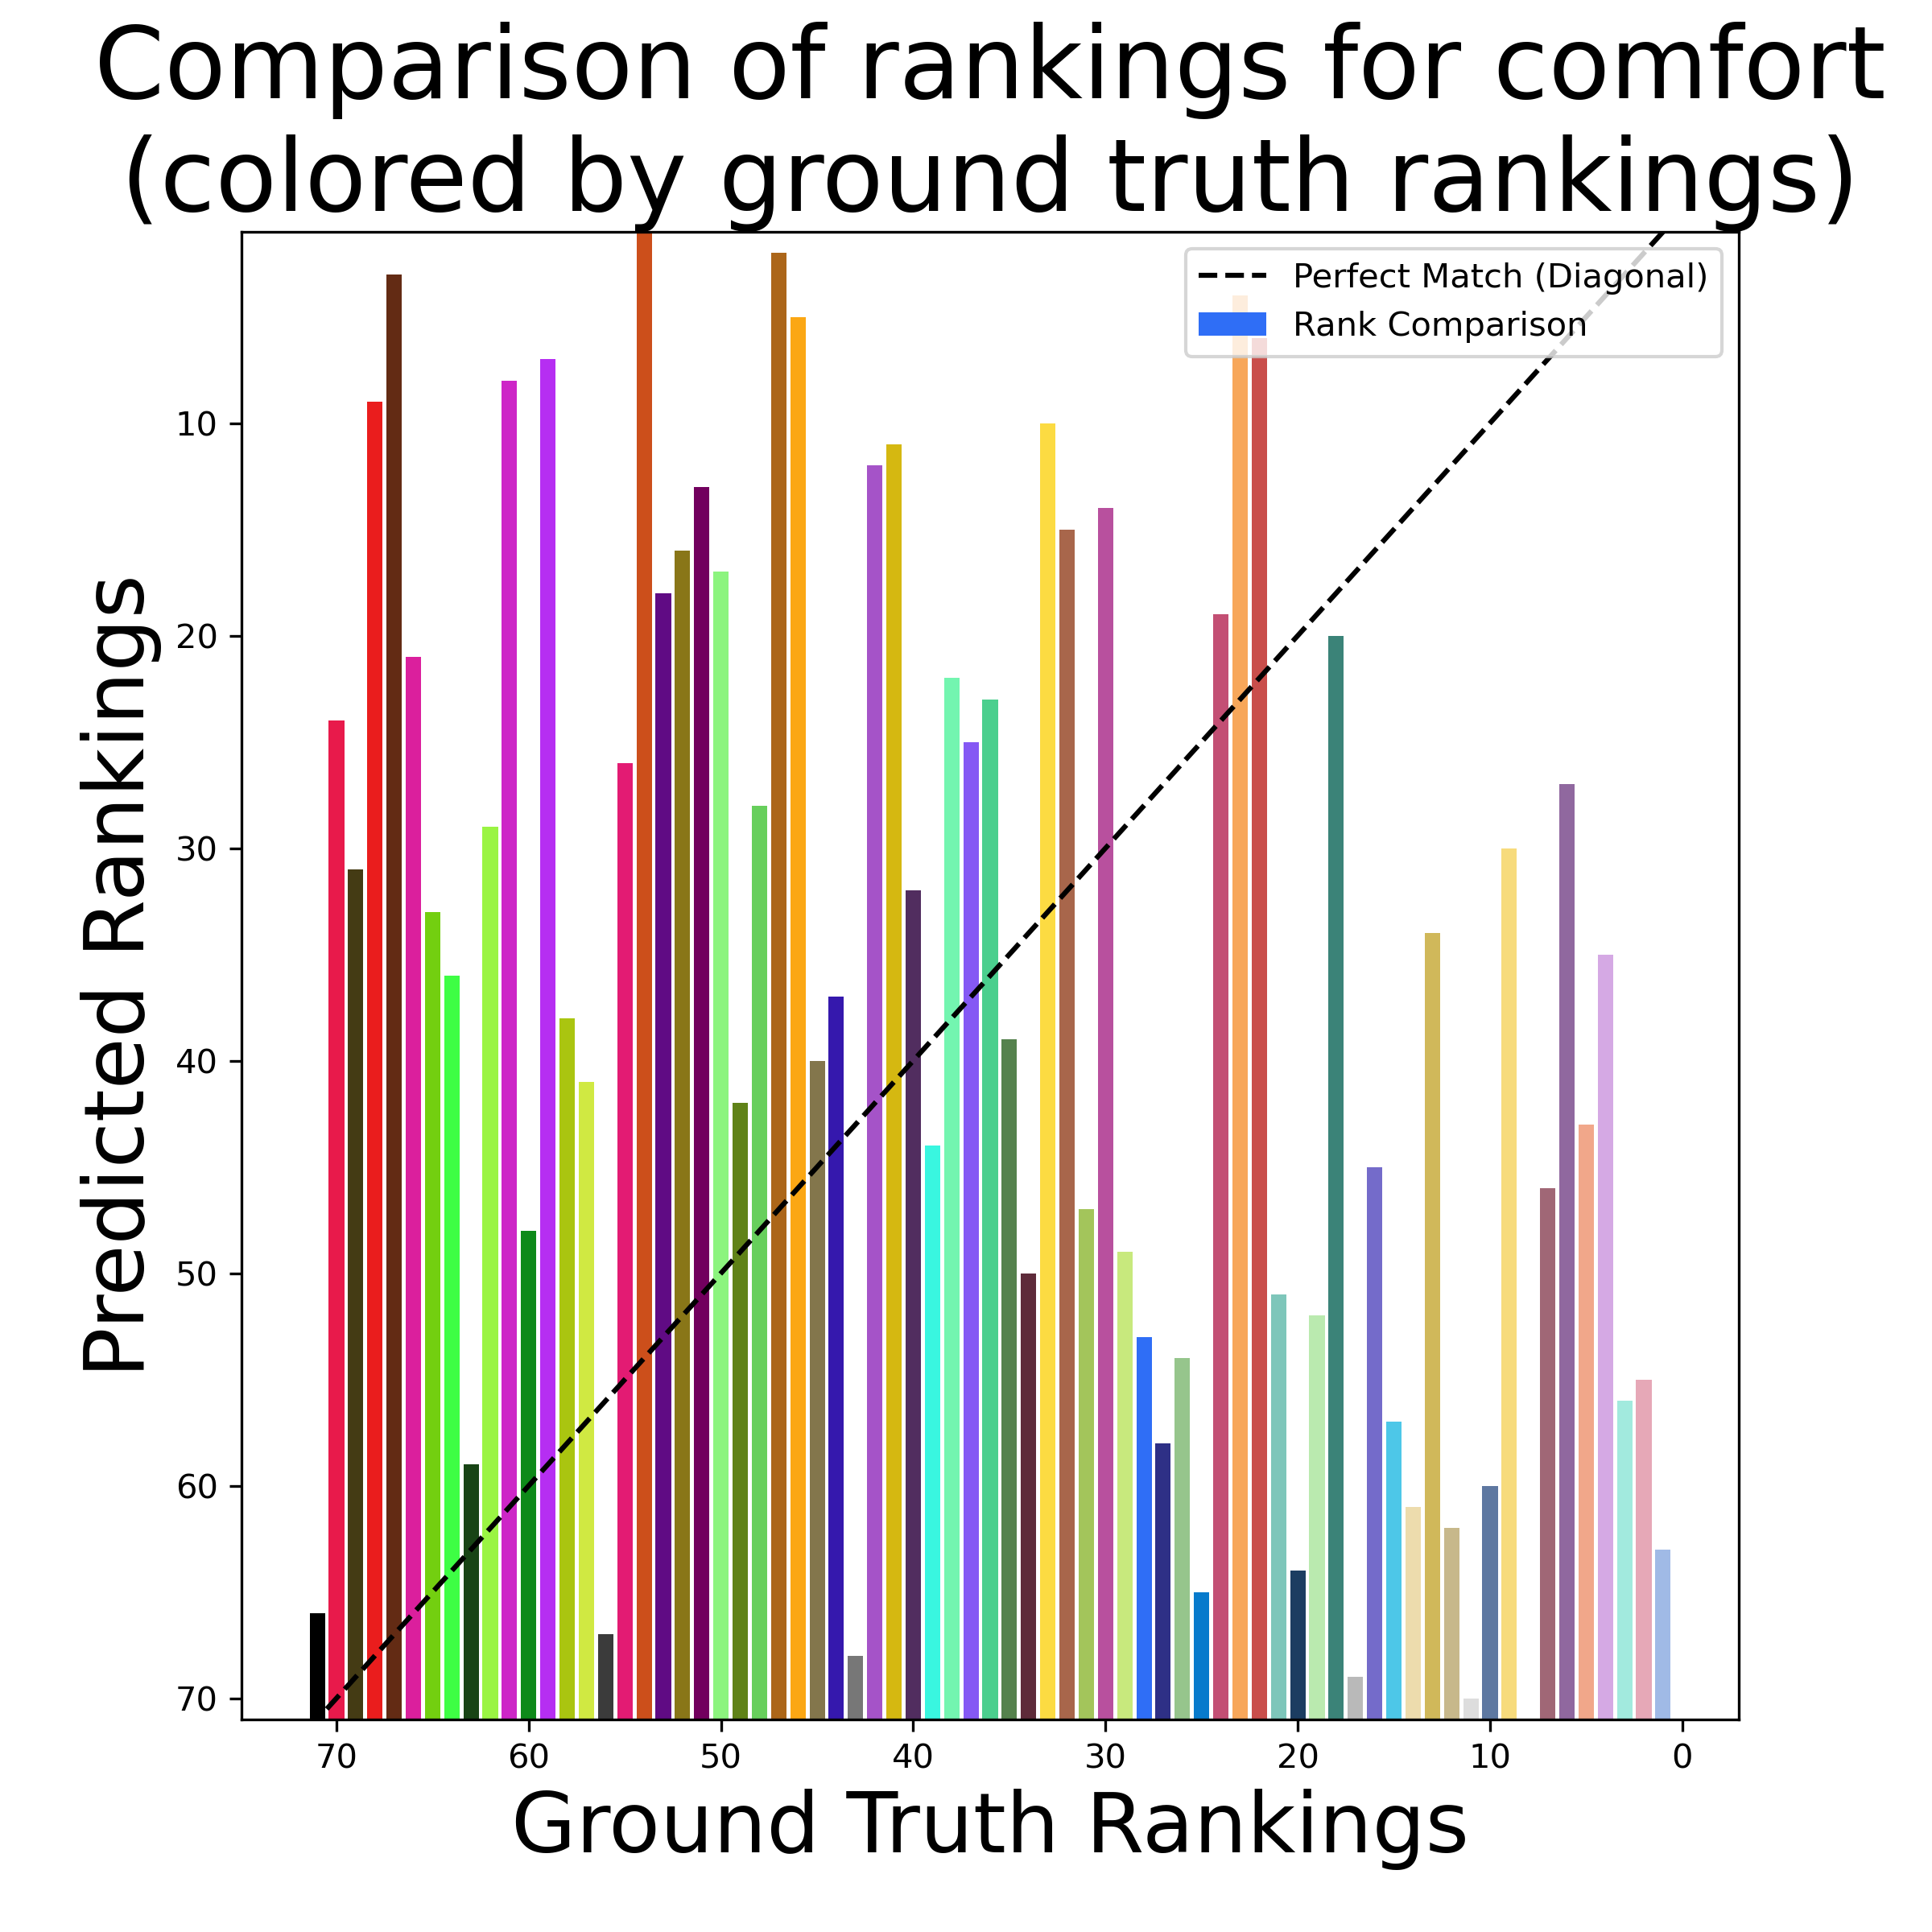 Comparison of rankings for comfort
(colored by ground truth rankings)
Perfect Match (Diagonal)
Rank Comparison
Predicted Rankings
10
20
30
40
50
60
70
70 60 50 40 30 20 10 0
Ground Truth Rankings